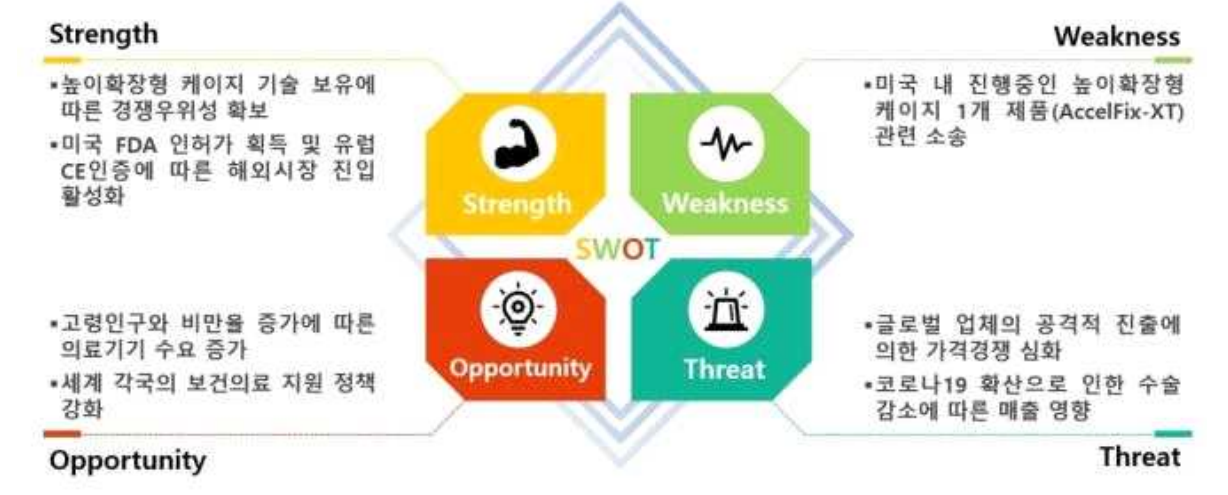 Strength
▪높이확장형 케이지 기술 보유에
따른 경쟁우위성 확보
▪미국 FDA 인허가 획득 및 유럽
CE인증에 따른 해외시장 진입
활성화
Weakness
▪미국 내 진행중인 높이확장형
케이지 1개 제품(AccelFix-XT)
관련 소송
Strength
Weakness
SWOT
Opportunity
Threat
▪고령인구와 비만율 증가에 따른
의료기기 수요 증가
▪세계 각국의 보건의료 지원 정책
강화
Opportunity
▪글로벌 업체의 공격적 진출에
의한 가격경쟁 심화
▪코로나19 확산으로 인한 수술
감소에 따른 매출 영향
Threat